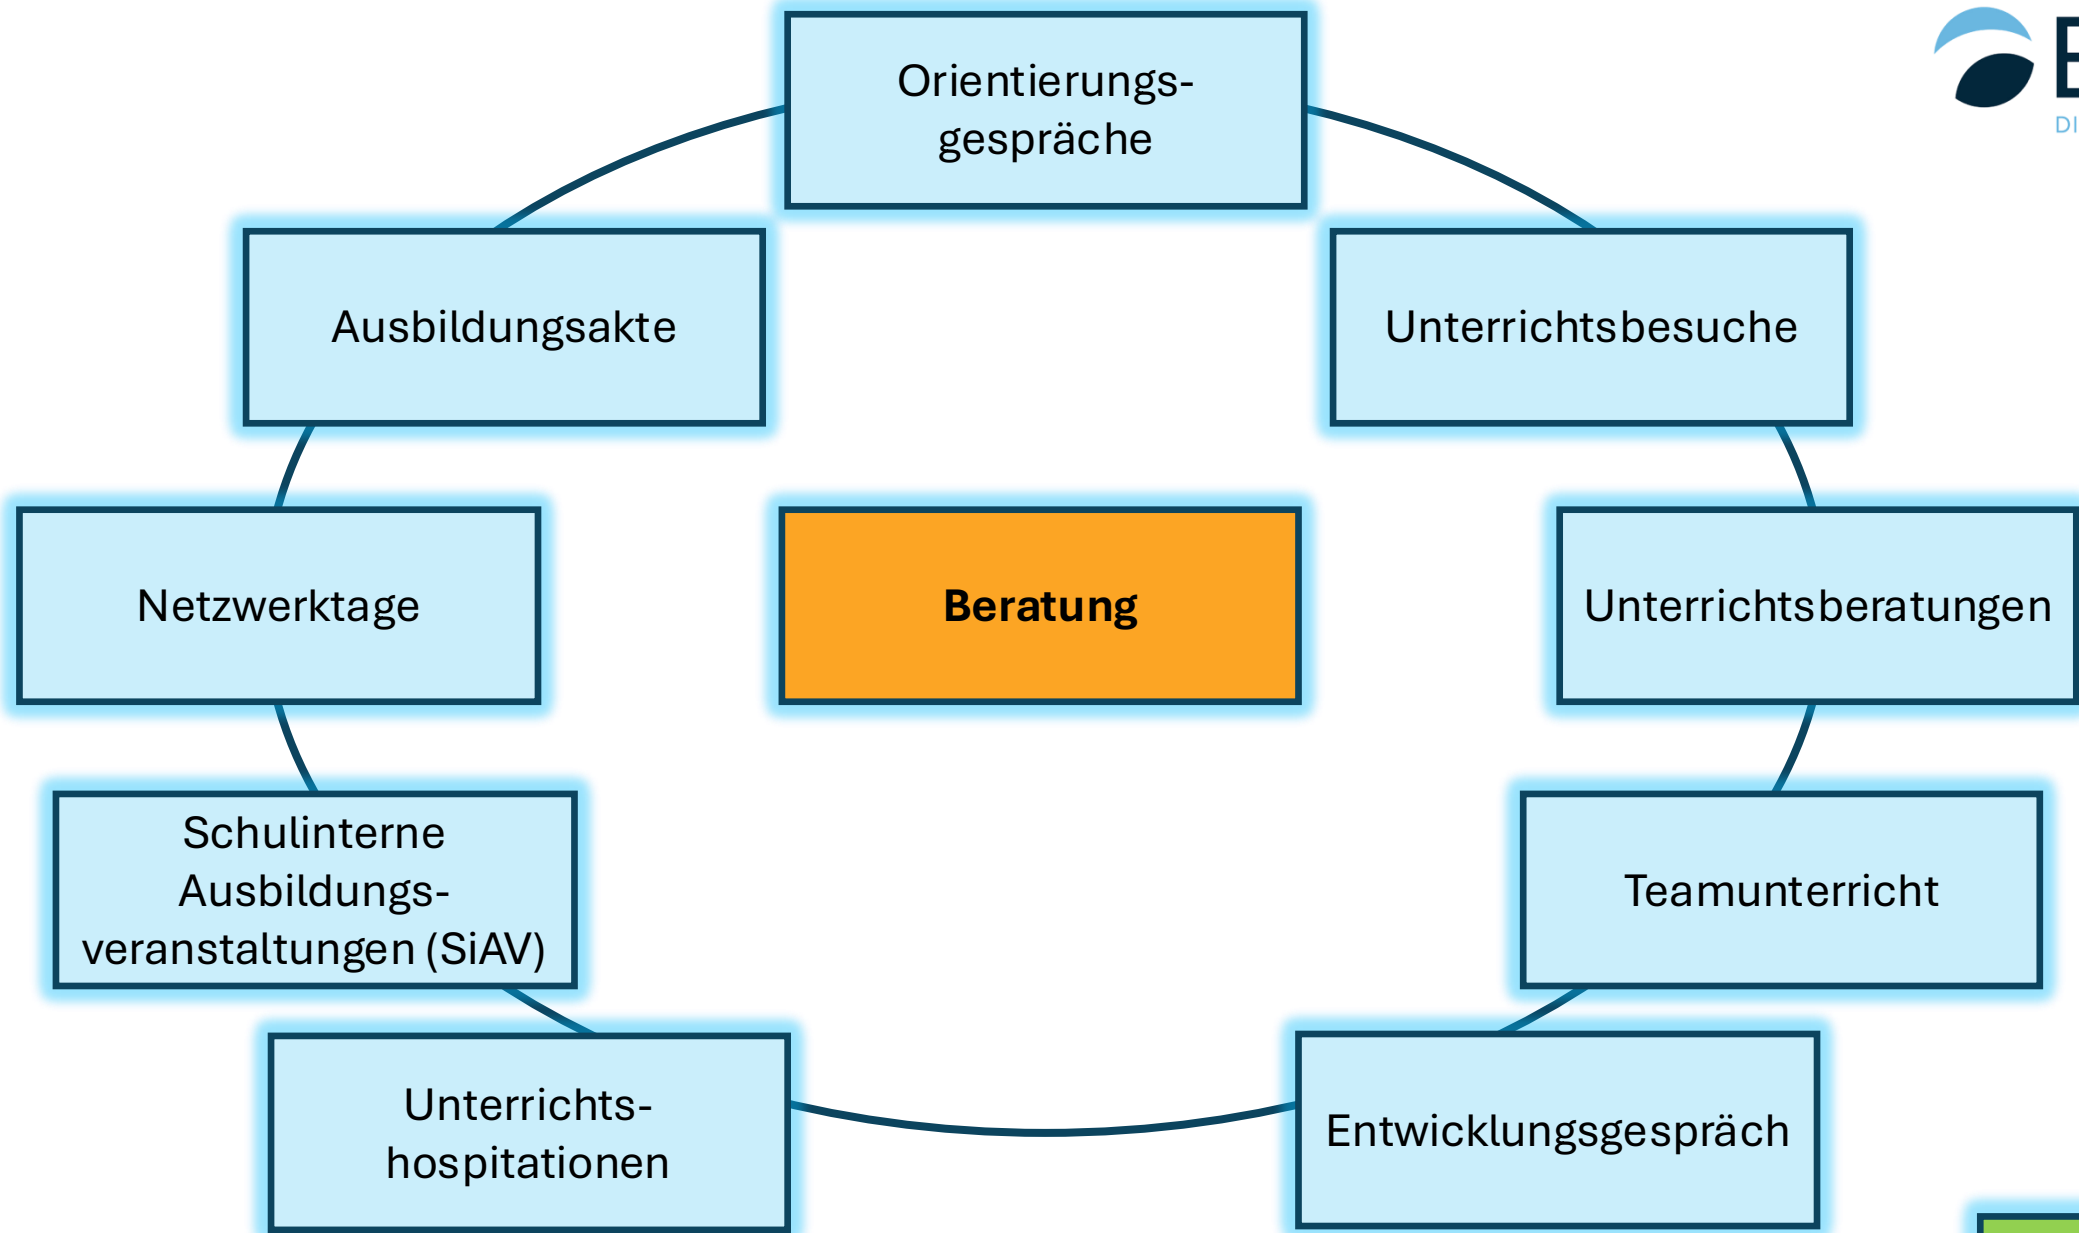 Orientierungs-
gespräche
Ausbildungsakte
Unterrichtsbesuche
Netzwerktage
Beratung
Unterrichtsberatungen
Schulinterne
Ausbildungs-
veranstaltungen (SiAV)
Teamunterricht
Unterrichts-
hospitationen
Entwicklungsgespräch